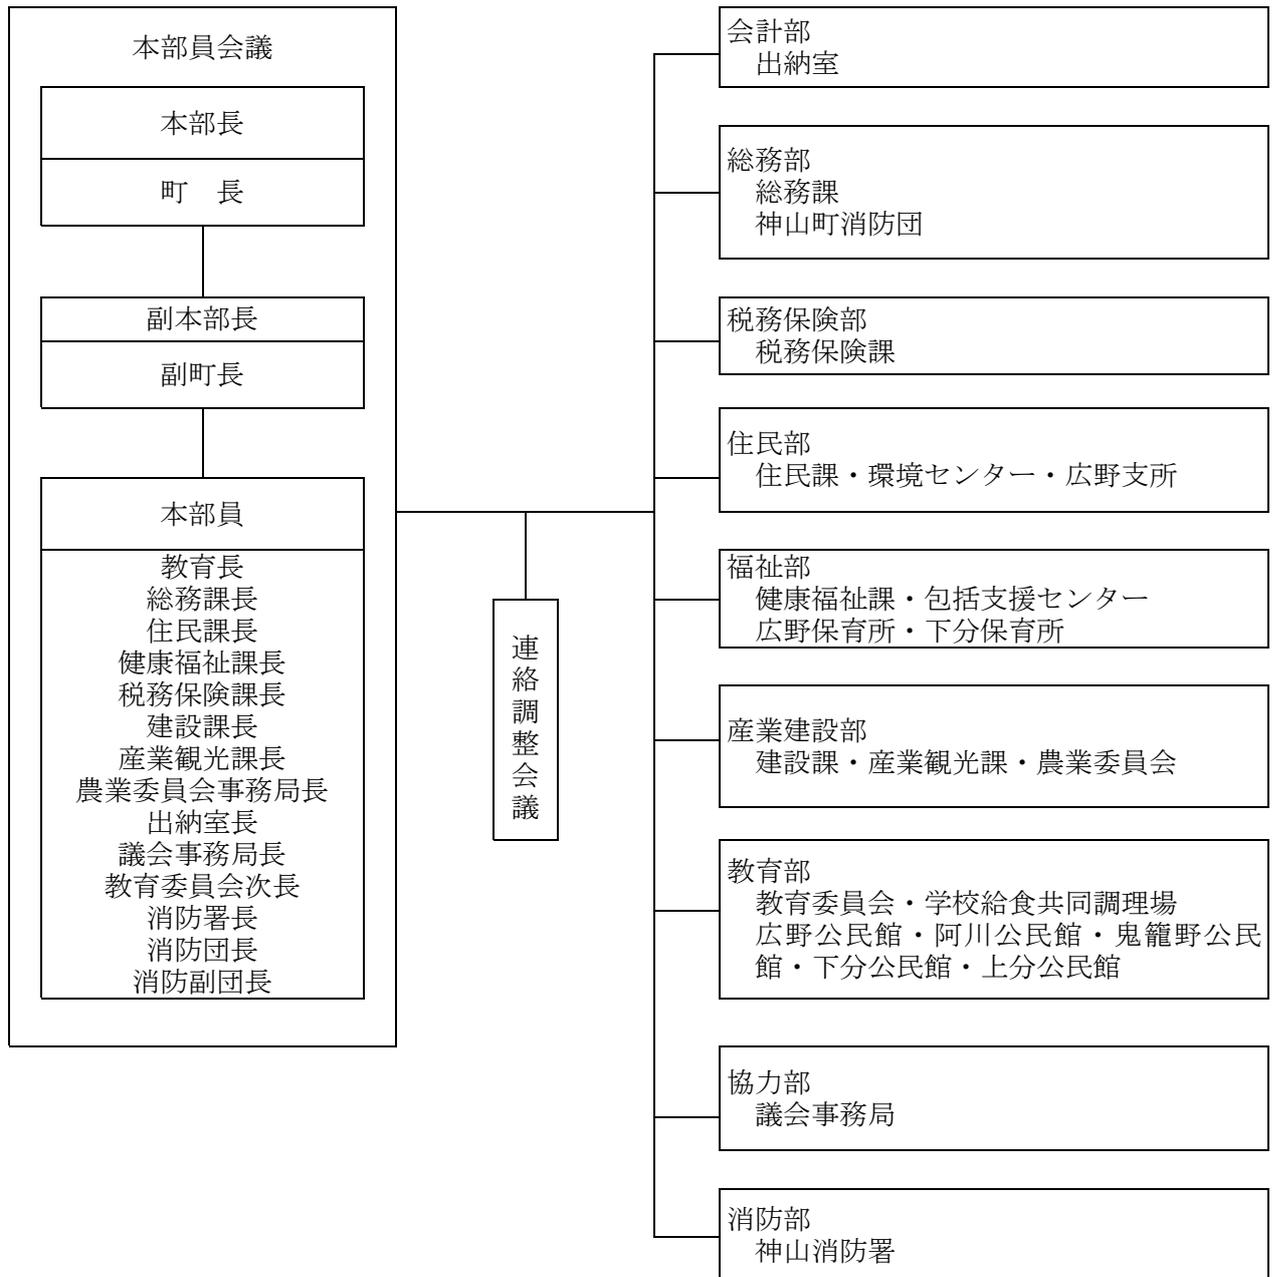 本部員会議
本部長
町　長
副本部長
副町長
本部員
教育長
総務課長
住民課長
健康福祉課長
税務保険課長
建設課長
産業観光課長
農業委員会事務局長
出納室長
議会事務局長
教育委員会次長
消防署長
消防団長
消防副団長
連絡調整会議
会計部
出納室
総務部
総務課
神山町消防団
税務保険部
税務保険課
住民部
住民課・環境センター・広野支所
福祉部
健康福祉課・包括支援センター
広野保育所・下分保育所
産業建設部
建設課・産業観光課・農業委員会
教育部
教育委員会・学校給食共同調理場
広野公民館・阿川公民館・鬼籠野公民
館・下分公民館・上分公民館
協力部
議会事務局
消防部
神山消防署